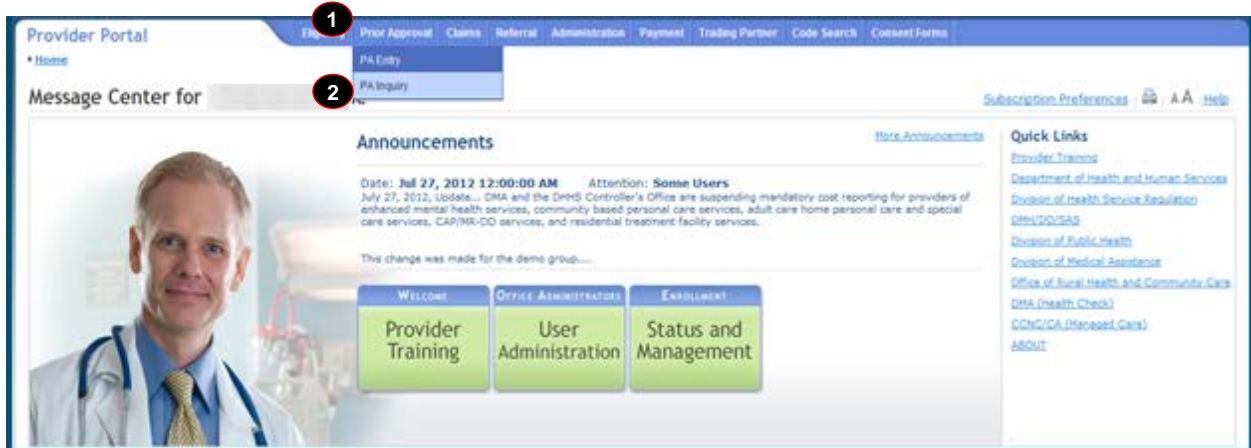 1
Provider Portal
Prior Approval Claims Referral Administration Payment Trading Partner Code Search Consent Forms
Home
PA Entry
2
PA Inquiry
Message Center for
Subscription Preferences A A Help
Announcements
More Announcements
Date: Jul 27, 2012 12:00:00 AM Attention: Some Users
July 27, 2012, Update... DMA and the DHHS Controller's Office are suspending mandatory cost reporting for providers of
enhanced mental health services, community based personal care services, adult care home personal care and special
care services, CAP/MR-DD services, and residential treatment facility services.
This change was made for the demo group....
Welcome
Provider
Training
Office Administrators
User
Administration
Enrollment
Status and
Management
Quick Links
Provider Training
Department of Health and Human Services
Division of Health Service Regulation
DMH/DD/SAS
Division of Public Health
Division of Medical Assistance
Office of Rural Health and Community Care
DMA (Health Check)
CCNC/CA (Managed Care)
ABOUT